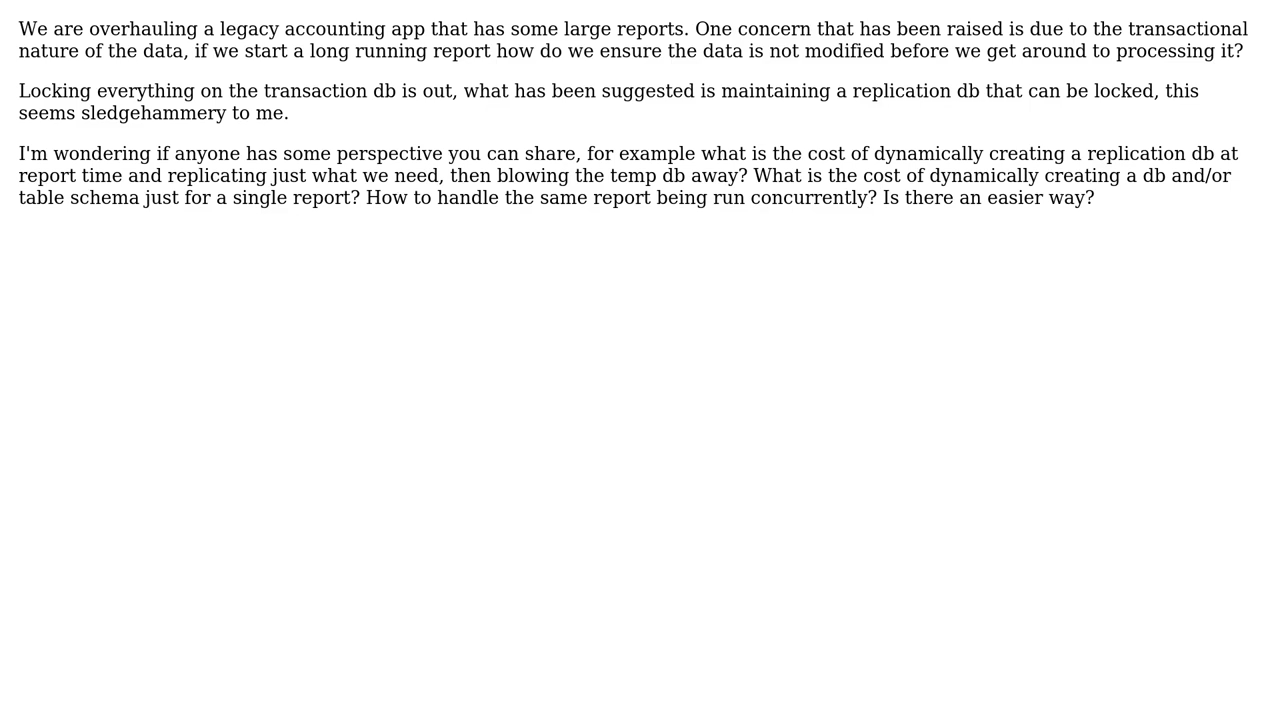 We are overhauling a legacy accounting app that has some large reports. One concern that has been raised is due to the transactional
nature of the data, if we start a long running report how do we ensure the data is not modified before we get around to processing it?
Locking everything on the transaction db is out, what has been suggested is maintaining a replication db that can be locked, this
seems sledgehammery to me.
I'm wondering if anyone has some perspective you can share, for example what is the cost of dynamically creating a replication db at
report time and replicating just what we need, then blowing the temp db away? What is the cost of dynamically creating a db and/or
table schema just for a single report? How to handle the same report being run concurrently? Is there an easier way?